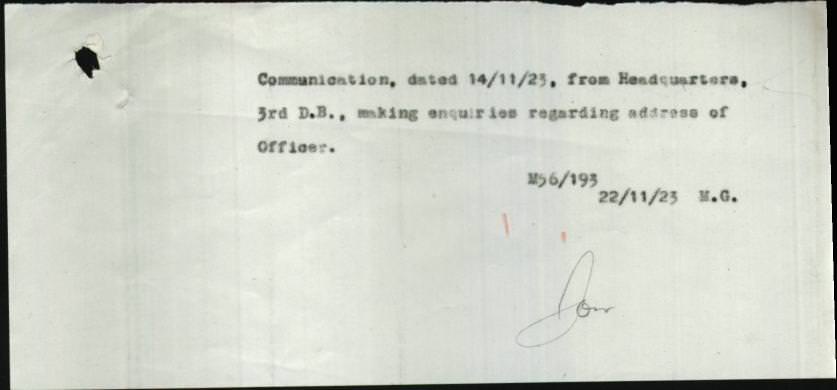 Communication, dated 14/11/23, from Headquarters,
3rd D.B., making enquiries regarding address of
Officer.
M56/193
22/11/23 M.G.